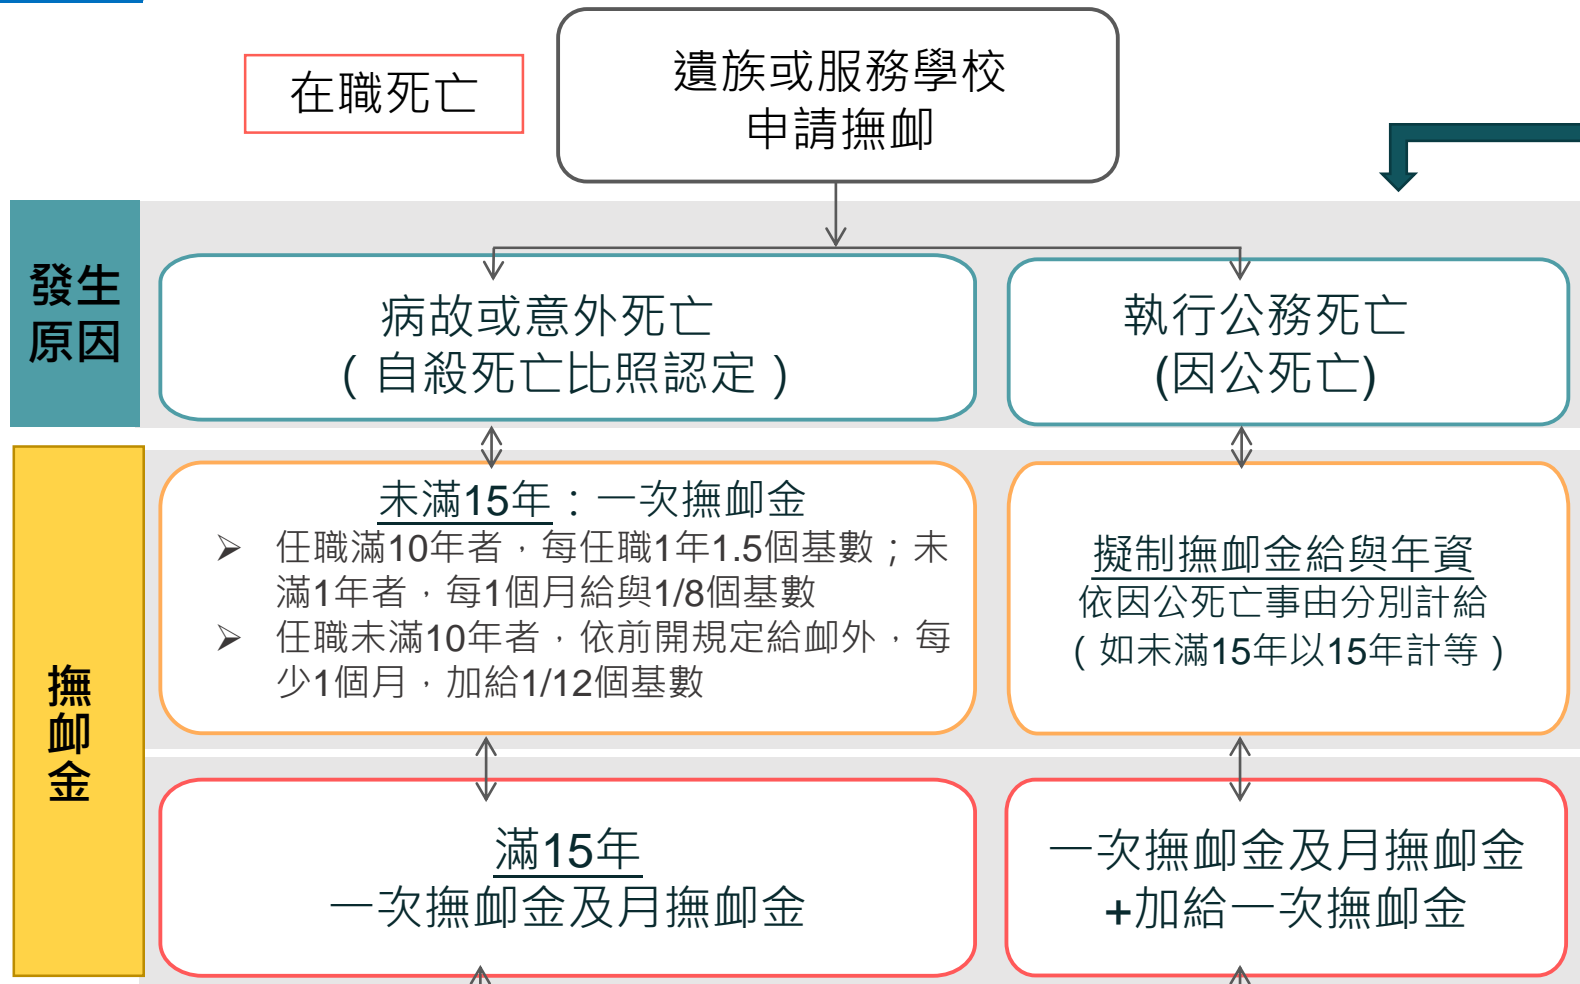 在職死亡
遺族或服務學校
申請撫卹
發生
原因
病故或意外死亡
（自殺死亡比照認定）
執行公務死亡
(因公死亡)
撫
卹
金
未滿15年：一次撫卹金
➢ 任職滿10年者，每任職1年1.5個基數；未
滿1年者，每1個月給與1/8個基數
➢ 任職未滿10年者，依前開規定給卹外，每
少1個月，加給1/12個基數
擬制撫卹金給與年資
依因公死亡事由分別計給
（如未滿15年以15年計等）
滿15年
一次撫卹金及月撫卹金
一次撫卹金及月撫卹金
+加給一次撫卹金